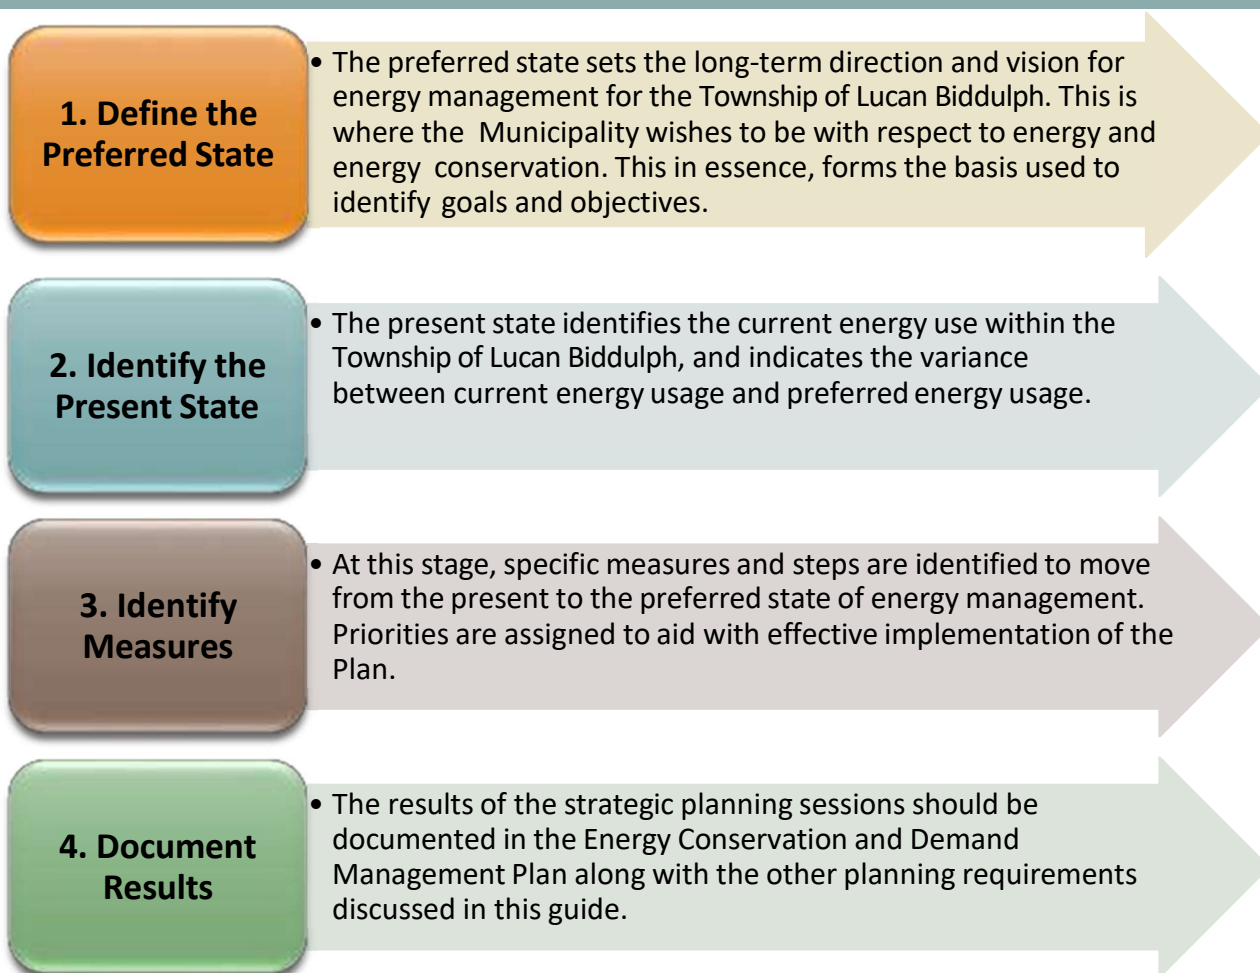 1. Define the
Preferred State
• The preferred state sets the long-term direction and vision for
energy management for the Township of Lucan Biddulph. This is
where the Municipality wishes to be with respect to energy and
energy conservation. This in essence, forms the basis used to
identify goals and objectives.
2. Identify the
Present State
• The present state identifies the current energy use within the
Township of Lucan Biddulph, and indicates the variance
between current energy usage and preferred energy usage.
3. Identify
Measures
• At this stage, specific measures and steps are identified to move
from the present to the preferred state of energy management.
Priorities are assigned to aid with effective implementation of the
Plan.
4. Document
Results
• The results of the strategic planning sessions should be
documented in the Energy Conservation and Demand
Management Plan along with the other planning requirements
discussed in this guide.